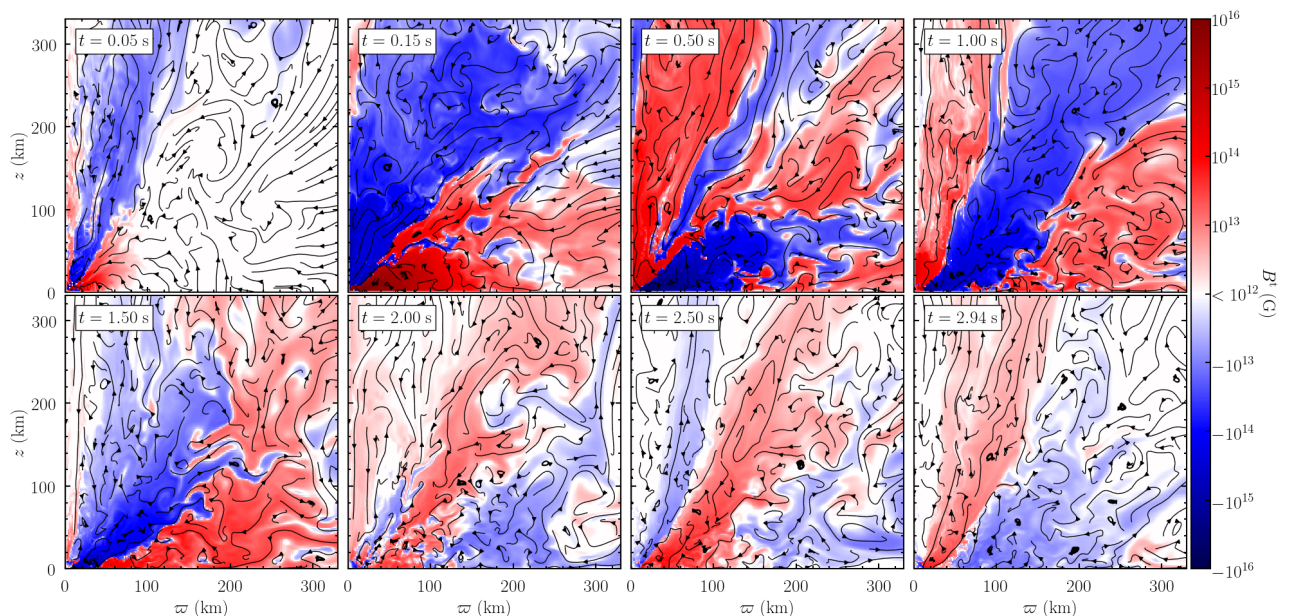 t = 0.05 s
t = 0.15 s
t = 0.50 s
t = 1.00 s
300
200
100
0
z (km)
t = 1.50 s
t = 2.00 s
t = 2.50 s
t = 2.94 s
300
200
100
0
z (km)
0 100 200 300
0 100 200 300
0 100 200 300
0 100 200 300
ϖ (km)
ϖ (km)
ϖ (km)
ϖ (km)
10^16
10^15
10^14
10^13
< 10^12
−10^13
−10^14
−10^15
−10^16
B^t (G)